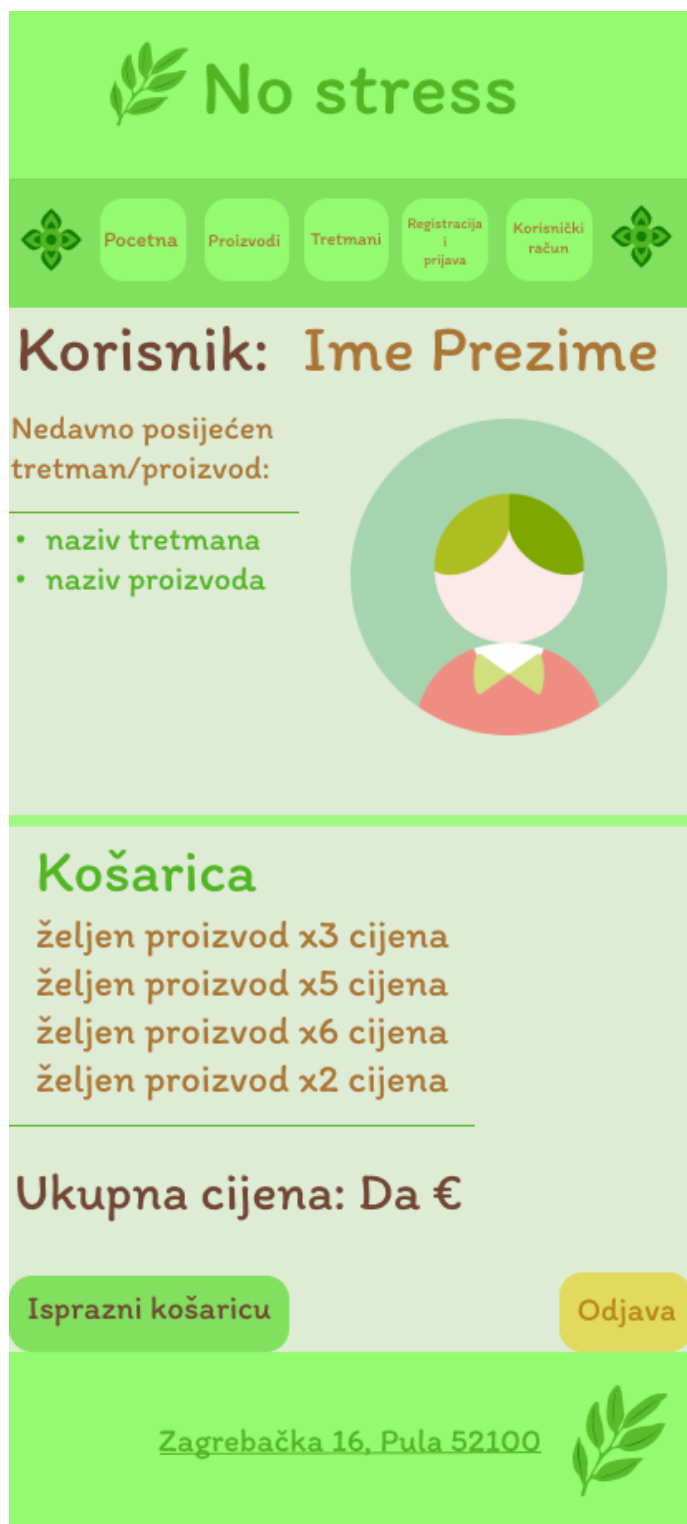 No stress
Pocetna
Proizvodi
Tretmani
Registracija
i
prijava
Korisnički
račun
Korisnik: Ime Prezime
Nedavno posijećen
tretman/proizvod:
• naziv tretmana
• naziv proizvoda
Košarica
željen proizvod x3 cijena
željen proizvod x5 cijena
željen proizvod x6 cijena
željen proizvod x2 cijena
Ukupna cijena: Da €
Isprazni košaricu
Odjava
Zagrebačka 16, Pula 52100